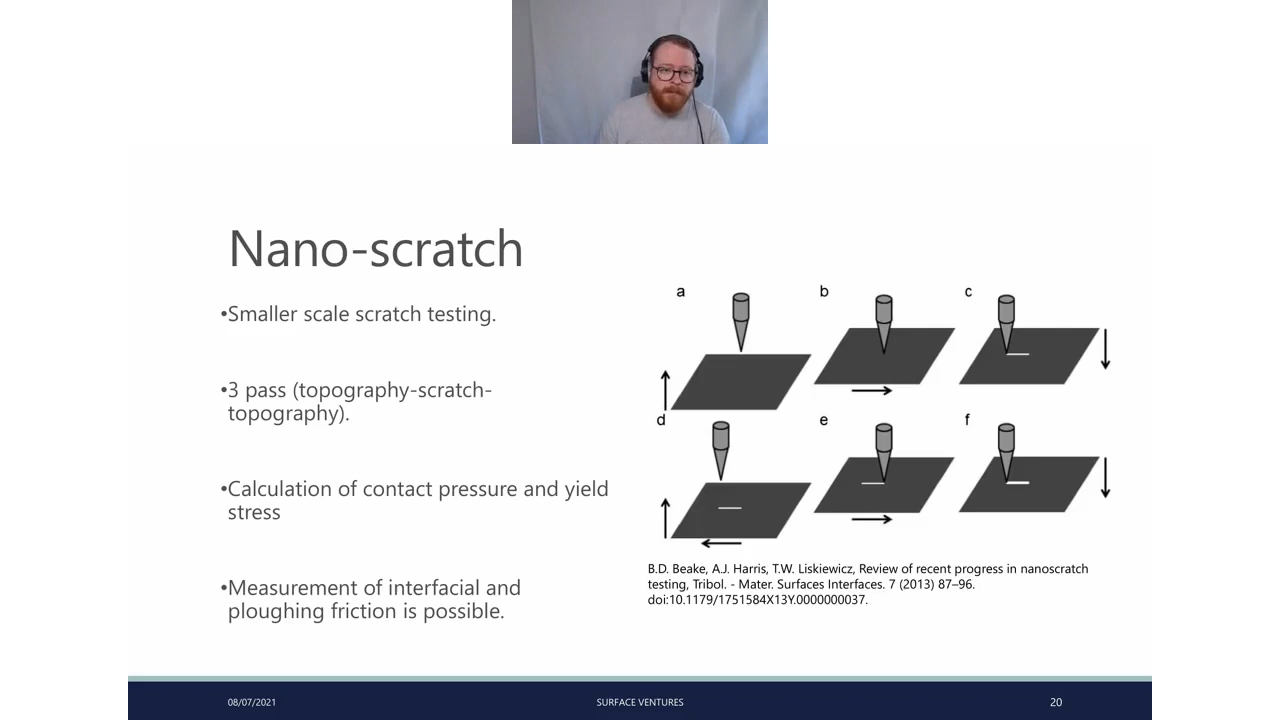 Nano-scratch
•Smaller scale scratch testing.
•3 pass (topography-scratch-
topography).
•Calculation of contact pressure and yield
stress
•Measurement of interfacial and
ploughing friction is possible.
a b c
d e f
B.D. Beake, A.J. Harris, T.W. Liskiewicz, Review of recent progress in nanoscratch
testing, Tribol. - Mater. Surfaces Interfaces. 7 (2013) 87–96.
doi:10.1179/1751584X13Y.0000000037.
08/07/2021 SURFACE VENTURES 20